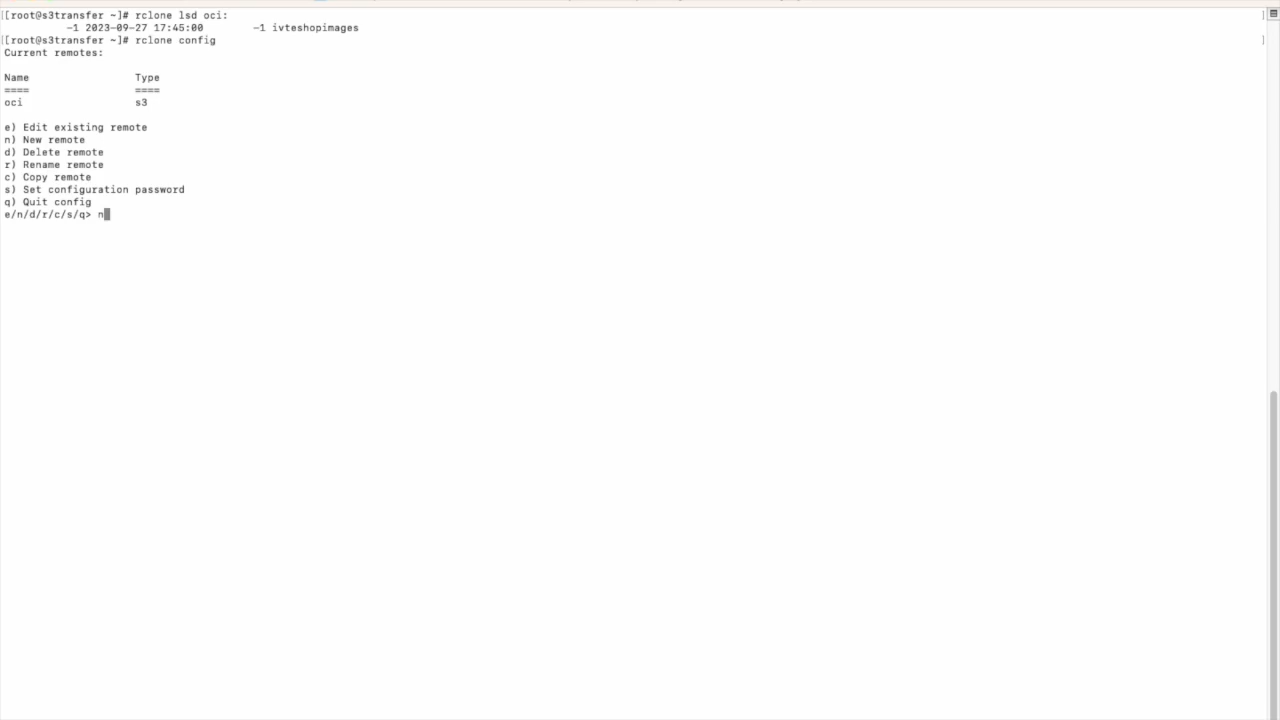 [[root@s3transfer ~]# rclone lsd oci: ]
          -1 2023-09-27 17:45:00        -1 ivteshopimages
[[root@s3transfer ~]# rclone config ]
Current remotes:
Name                 Type
====                 ====
oci                  s3
e) Edit existing remote
n) New remote
d) Delete remote
r) Rename remote
c) Copy remote
s) Set configuration password
q) Quit config
e/n/d/r/c/s/q> n